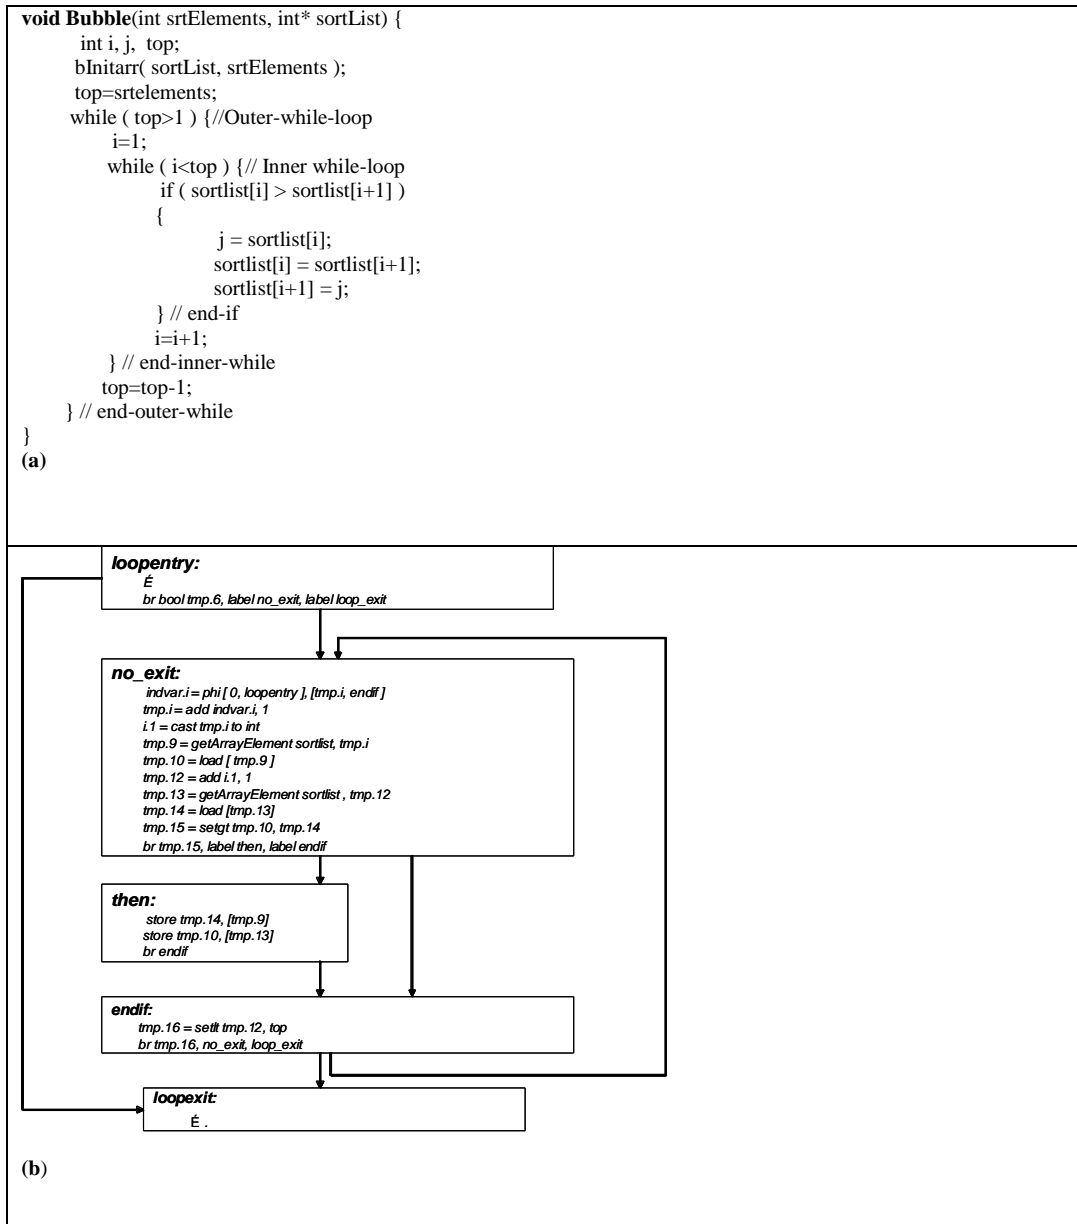 void Bubble(int srtElements, int* sortList) {
int i, j, top;
bInitarr( sortList, srtElements );
top=srtelements;
while ( top>1 ) {//Outer-while-loop
i=1;
while ( i<top ) {// Inner while-loop
if ( sortlist[i] > sortlist[i+1] )
{
j = sortlist[i];
sortlist[i] = sortlist[i+1];
sortlist[i+1] = j;
} // end-if
i=i+1;
} // end-inner-while
top=top-1;
} // end-outer-while
}
(a)
loopentry:
É
br bool tmp.6, label no_exit, label loop_exit
no_exit:
indvar.i = phi [ 0, loopentry ], [tmp.i, endif ]
tmp.i = add indvar.i, 1
i.1 = cast tmp.i to int
tmp.9 = getArrayElement sortlist, tmp.i
tmp.10 = load [ tmp.9 ]
tmp.12 = add i.1, 1
tmp.13 = getArrayElement sortlist , tmp.12
tmp.14 = load [tmp.13]
tmp.15 = setgt tmp.10, tmp.14
br tmp.15, label then, label endif
then:
store tmp.14, [tmp.9]
store tmp.10, [tmp.13]
br endif
endif:
tmp.16 = setlt tmp.12, top
br tmp.16, no_exit, loop_exit
loopexit:
É .
(b)